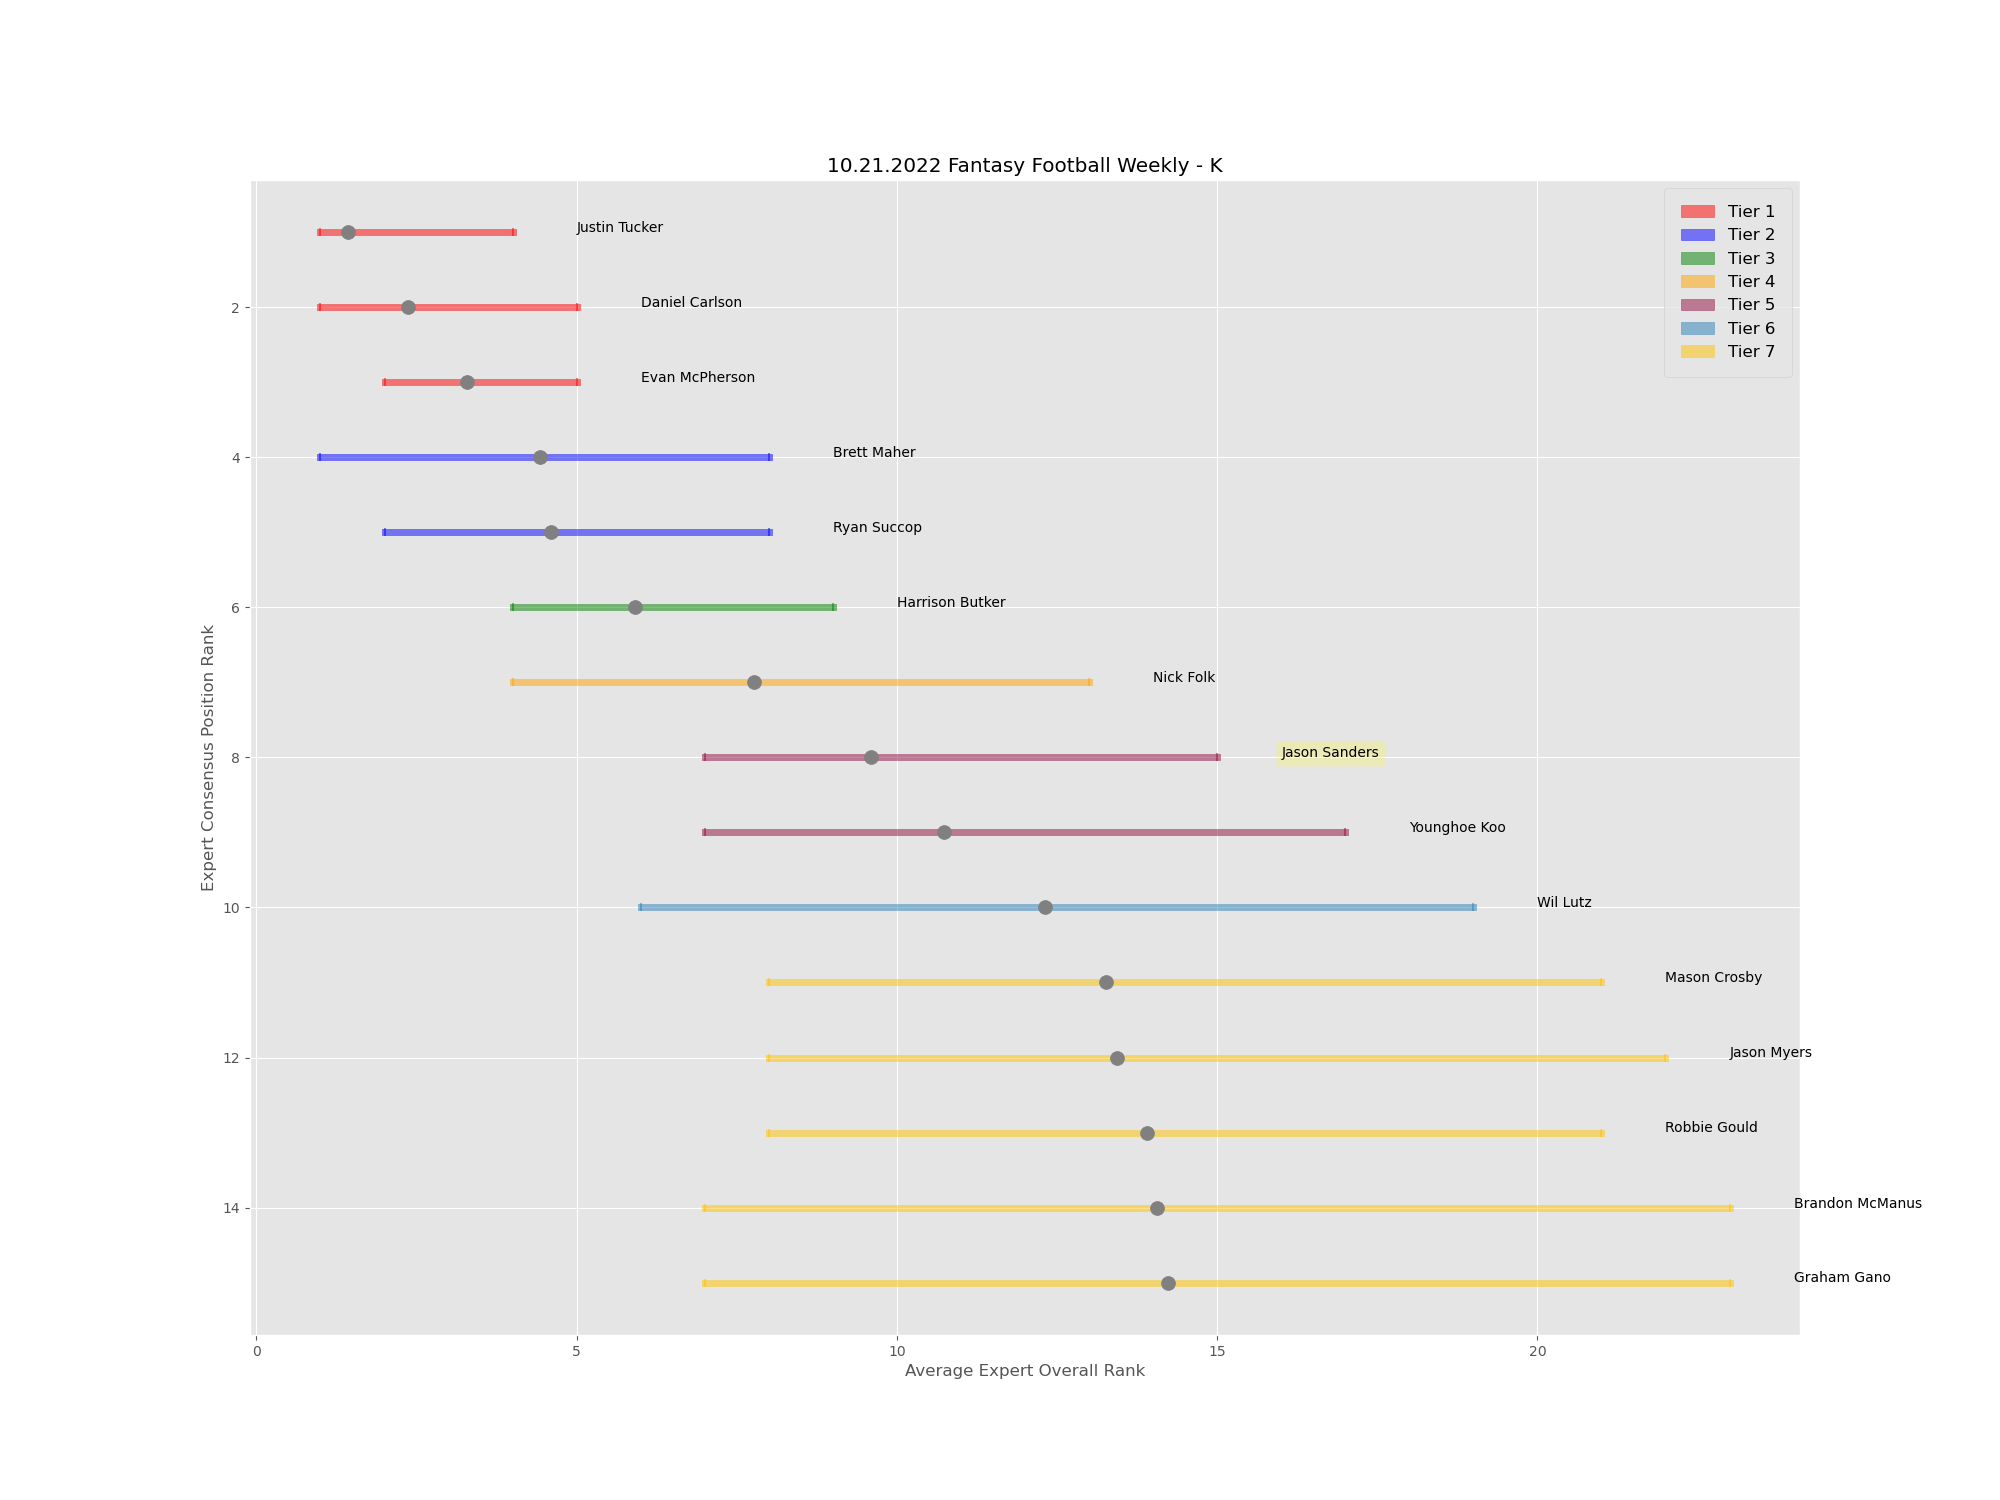 10.21.2022 Fantasy Football Weekly - K
Tier 1
Tier 2
Tier 3
Tier 4
Tier 5
Tier 6
Tier 7
Justin Tucker
Daniel Carlson
Evan McPherson
Brett Maher
Ryan Succop
Harrison Butker
Nick Folk
Jason Sanders
Younghoe Koo
Wil Lutz
Mason Crosby
Jason Myers
Robbie Gould
Brandon McManus
Graham Gano
Expert Consensus Position Rank
2
4
6
8
10
12
14
0 5 10 15 20
Average Expert Overall Rank